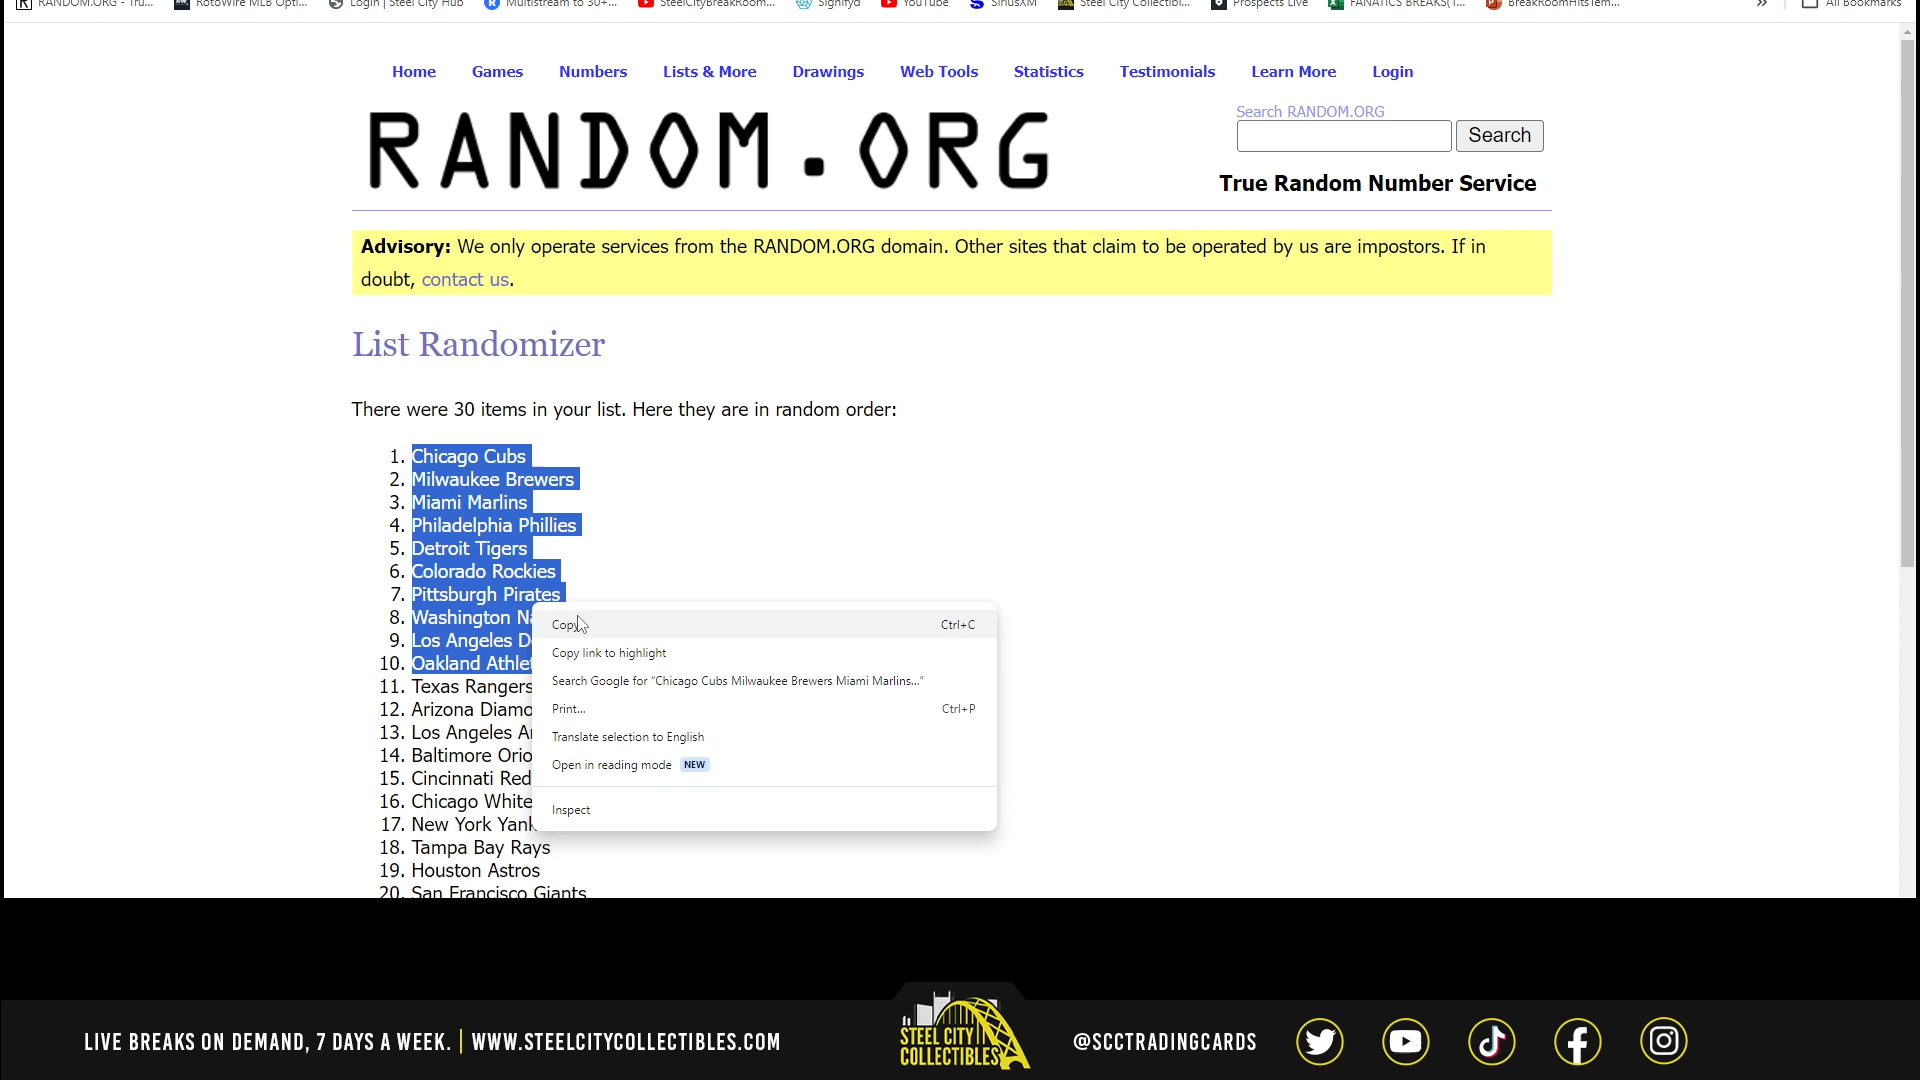 RANDOM.ORG - Tru... RotoWire MLB Opti... Login | Steel City Hub Multistream to 30+... SteelCityBreakRoom... Signifyd YouTube SiriusXM Steel City Collectibl... Prospects Live FANATICS BREAKS(1... BreakRoomHitsTem... » All Bookmarks
Home Games Numbers Lists & More Drawings Web Tools Statistics Testimonials Learn More Login
RANDOM.ORG
Search RANDOM.ORG
Search
True Random Number Service
Advisory: We only operate services from the RANDOM.ORG domain. Other sites that claim to be operated by us are impostors. If in
doubt, contact us.
List Randomizer
There were 30 items in your list. Here they are in random order:
1. Chicago Cubs
2. Milwaukee Brewers
3. Miami Marlins
4. Philadelphia Phillies
5. Detroit Tigers
6. Colorado Rockies
7. Pittsburgh Pirates
8. Washington Na
9. Los Angeles D
10. Oakland Athlet
11. Texas Rangers
12. Arizona Diamo
13. Los Angeles A
14. Baltimore Orio
15. Cincinnati Red
16. Chicago White
17. New York Yank
18. Tampa Bay Rays
19. Houston Astros
20. San Francisco Giants
Copy Ctrl+C
Copy link to highlight
Search Google for "Chicago Cubs Milwaukee Brewers Miami Marlins..."
Print... Ctrl+P
Translate selection to English
Open in reading mode NEW
Inspect
LIVE BREAKS ON DEMAND, 7 DAYS A WEEK. | WWW.STEELCITYCOLLECTIBLES.COM
STEEL CITY
COLLECTIBLES
@SCCTRADINGCARDS